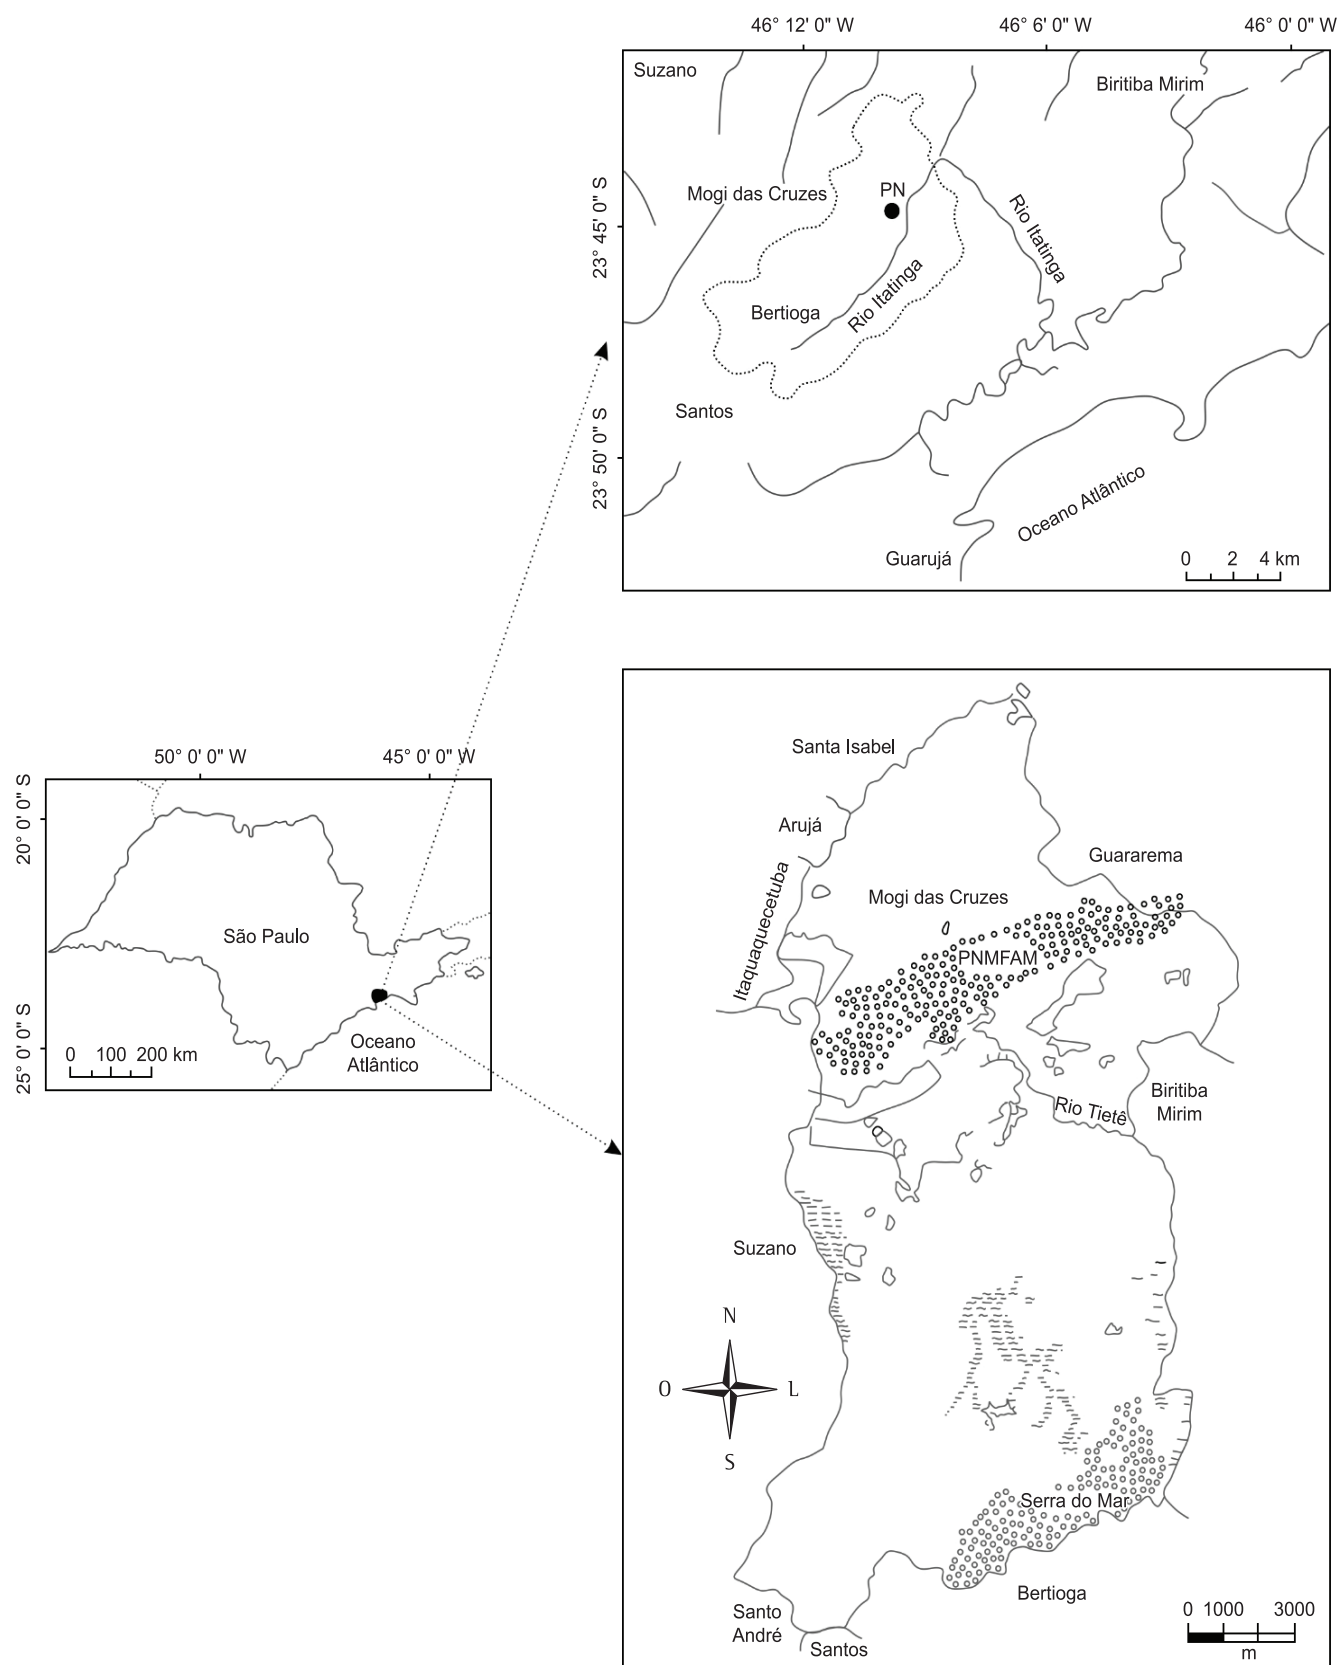 46° 12' 0" W
46° 6' 0" W
46° 0' 0" W
Suzano
Biritiba Mirim
Mogi das Cruzes
PN
Rio Itatinga
23° 45' 0" S
Bertioga
Rio Itatinga
Santos
23° 50' 0" S
Oceano Atlântico
Guarujá
0 2 4 km
50° 0' 0" W
45° 0' 0" W
20° 0' 0" S
São Paulo
25° 0' 0" S
Oceano
Atlântico
0 100 200 km
Santa Isabel
Arujá
Guararema
Itaquaquecetuba
Mogi das Cruzes
PNMFAM
Biritiba
Mirim
Rio Tietê
Suzano
N
O
L
S
Serra do Mar
Bertioga
Santo
André
Santos
0 1000 3000
m